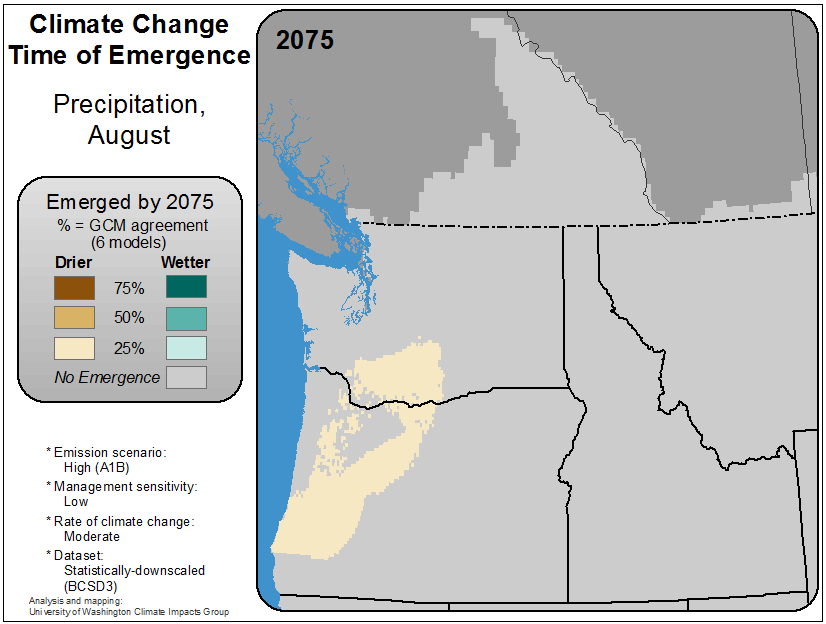 Climate Change
Time of Emergence
Precipitation,
August
2075
Emerged by 2075
% = GCM agreement
(6 models)
Drier Wetter
75%
50%
25%
No Emergence
* Emission scenario:
High (A1B)
* Management sensitivity:
Low
* Rate of climate change:
Moderate
* Dataset:
Statistically-downscaled
(BCSD3)
Analysis and mapping:
University of Washington Climate Impacts Group